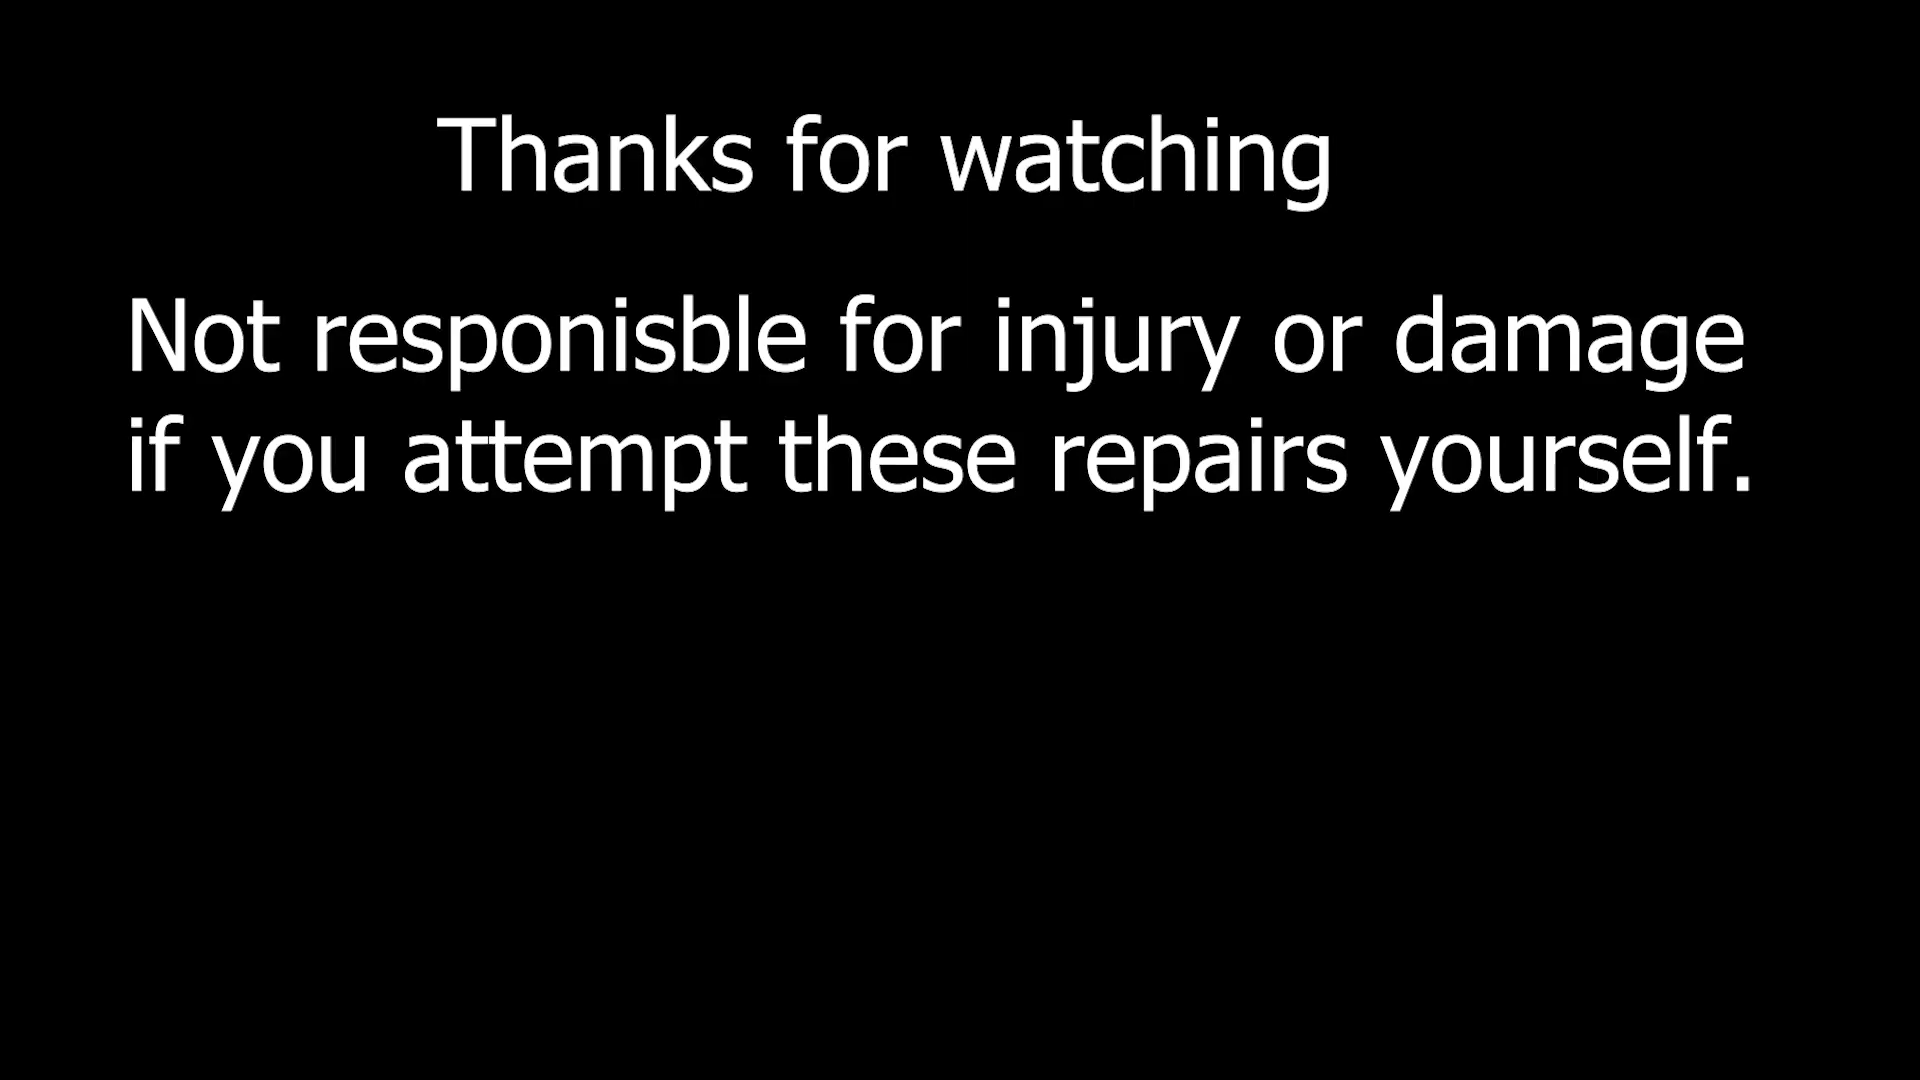 Thanks for watching
Not responisble for injury or damage
if you attempt these repairs yourself.